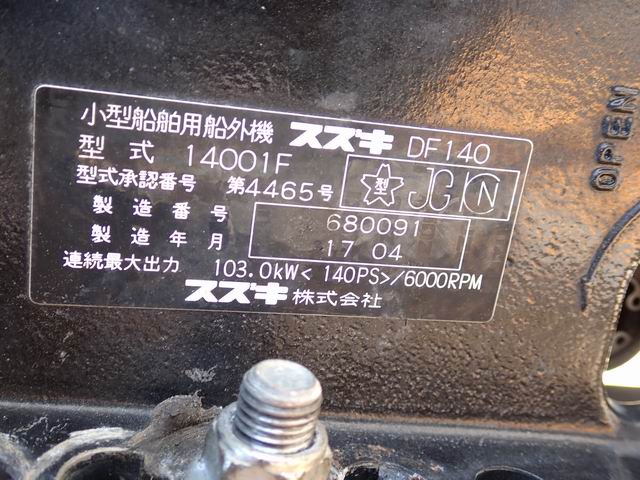 小型船舶用船外機 スズキ DF140
型式 14001F
型式承認番号 第4465号
型 JG N
製造番号 680091
製造年月 17 04
連続最大出力 103.0kW< 140PS>/6000RPM
スズキ株式会社
OPEN